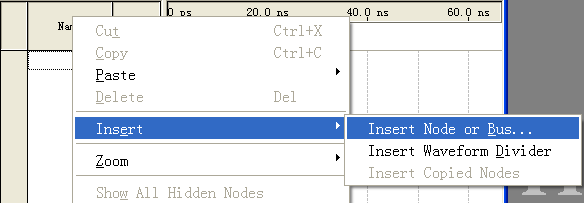 Na
0 ps 20.0 ns 40.0 ns 60.0 ns
Cut Ctrl+X
Copy Ctrl+C
Paste
Delete Del
Insert
Zoom
Show All Hidden Nodes
Insert Node or Bus...
Insert Waveform Divider
Insert Copied Nodes